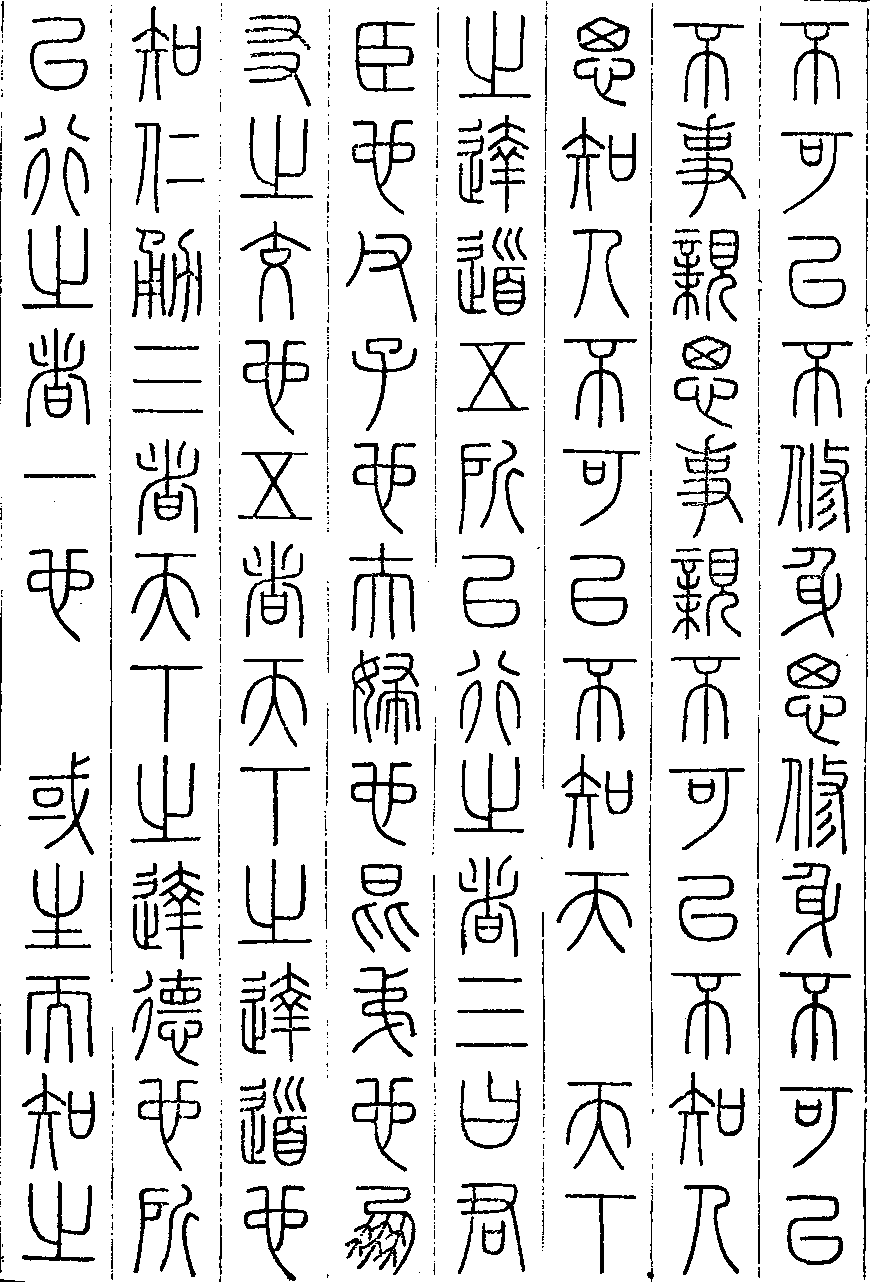 不可以不修身思修身不可以
不事親思事親不可以不知人
思知人不可以不知天　天下
之達道五所以行之者三曰君
臣也父子也夫婦也昆弟也朋
友之交也五者天下之達道也
知仁勇三者天下之達德也所
以行之者一也　或生而知之